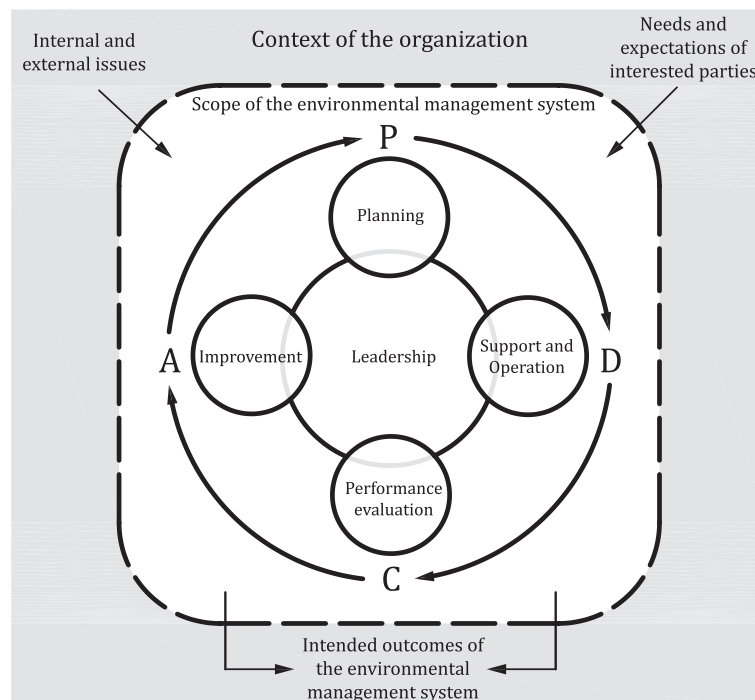 Internal and
external issues
Context of the organization
Needs and
expectations of
interested parties
Scope of the environmental management system
P
Planning
A
Improvement
Leadership
Support and
Operation
D
Performance
evaluation
C
Intended outcomes of
the environmental
management system